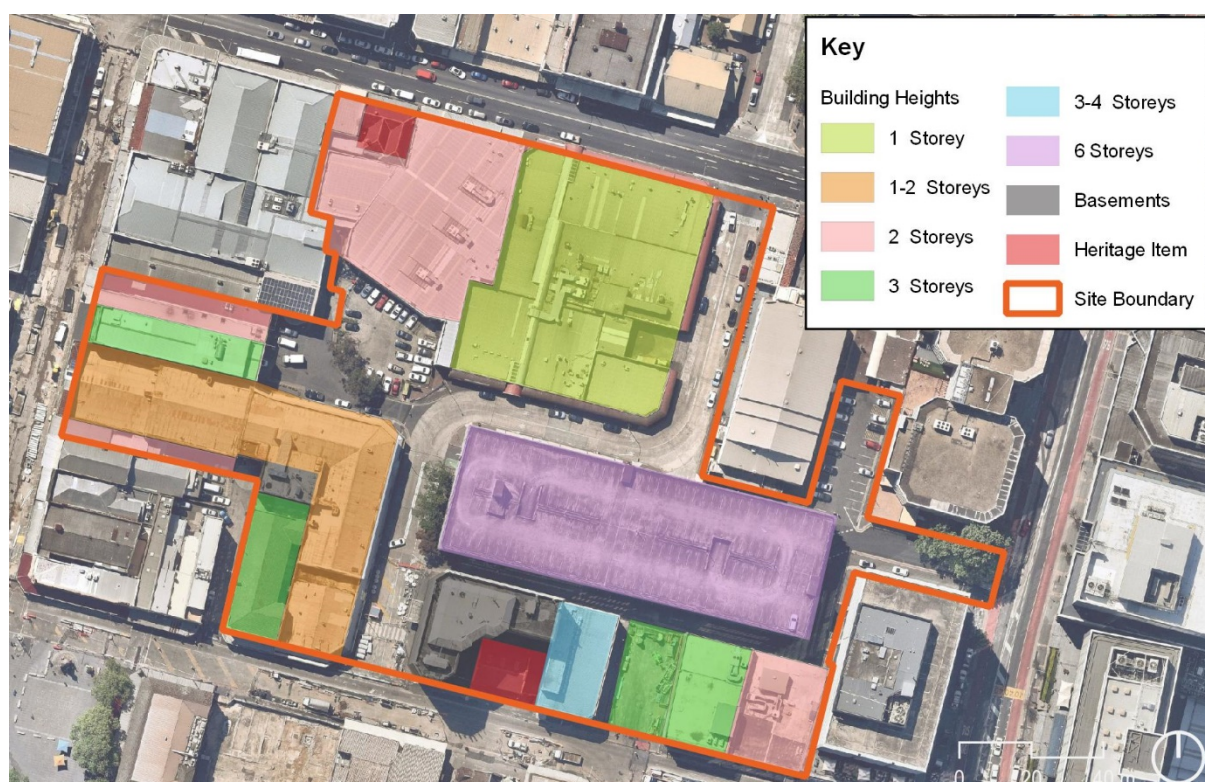 Key
Building Heights
1 Storey
1-2 Storeys
2 Storeys
3 Storeys
3-4 Storeys
6 Storeys
Basements
Heritage Item
Site Boundary
0